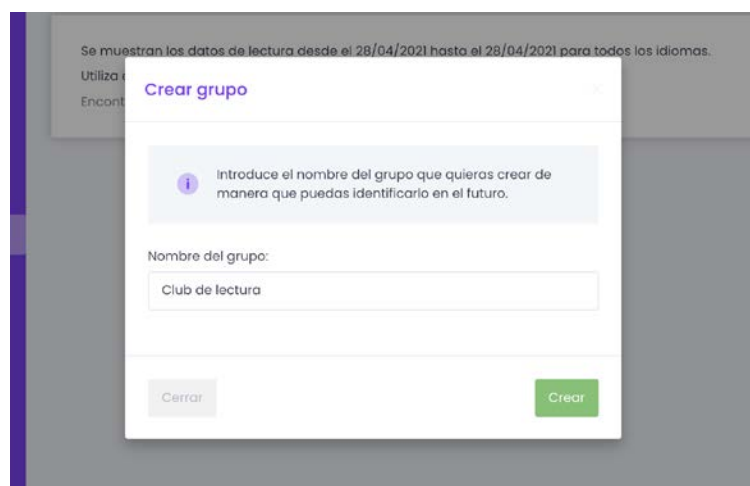 Se muestran los datos de lectura desde el 28/04/2021 hasta el 28/04/2021 para todos los idiomas.
Utiliza
Encont
Crear grupo
i
Introduce el nombre del grupo que quieras crear de
manera que puedas identificarlo en el futuro.
Nombre del grupo:
Club de lectura
Cerrar
Crear